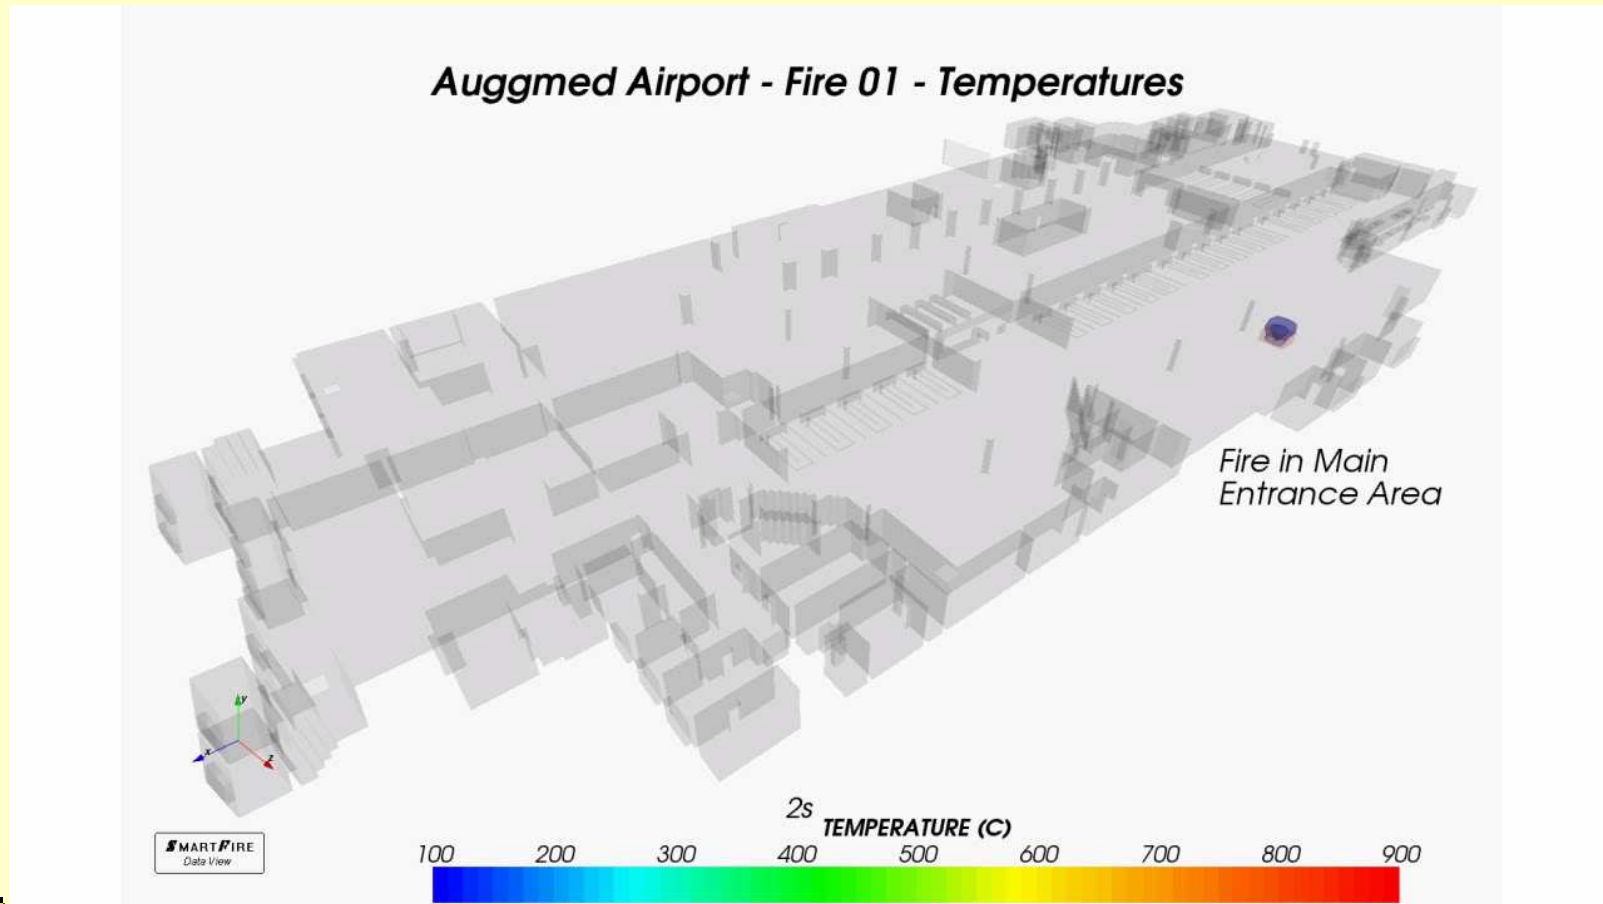 Auggmed Airport - Fire 01 - Temperatures
Fire in Main
Entrance Area
y
x
z
2s
TEMPERATURE (C)
SMARTFIRE
Data View
100 200 300 400 500 600 700 800 900